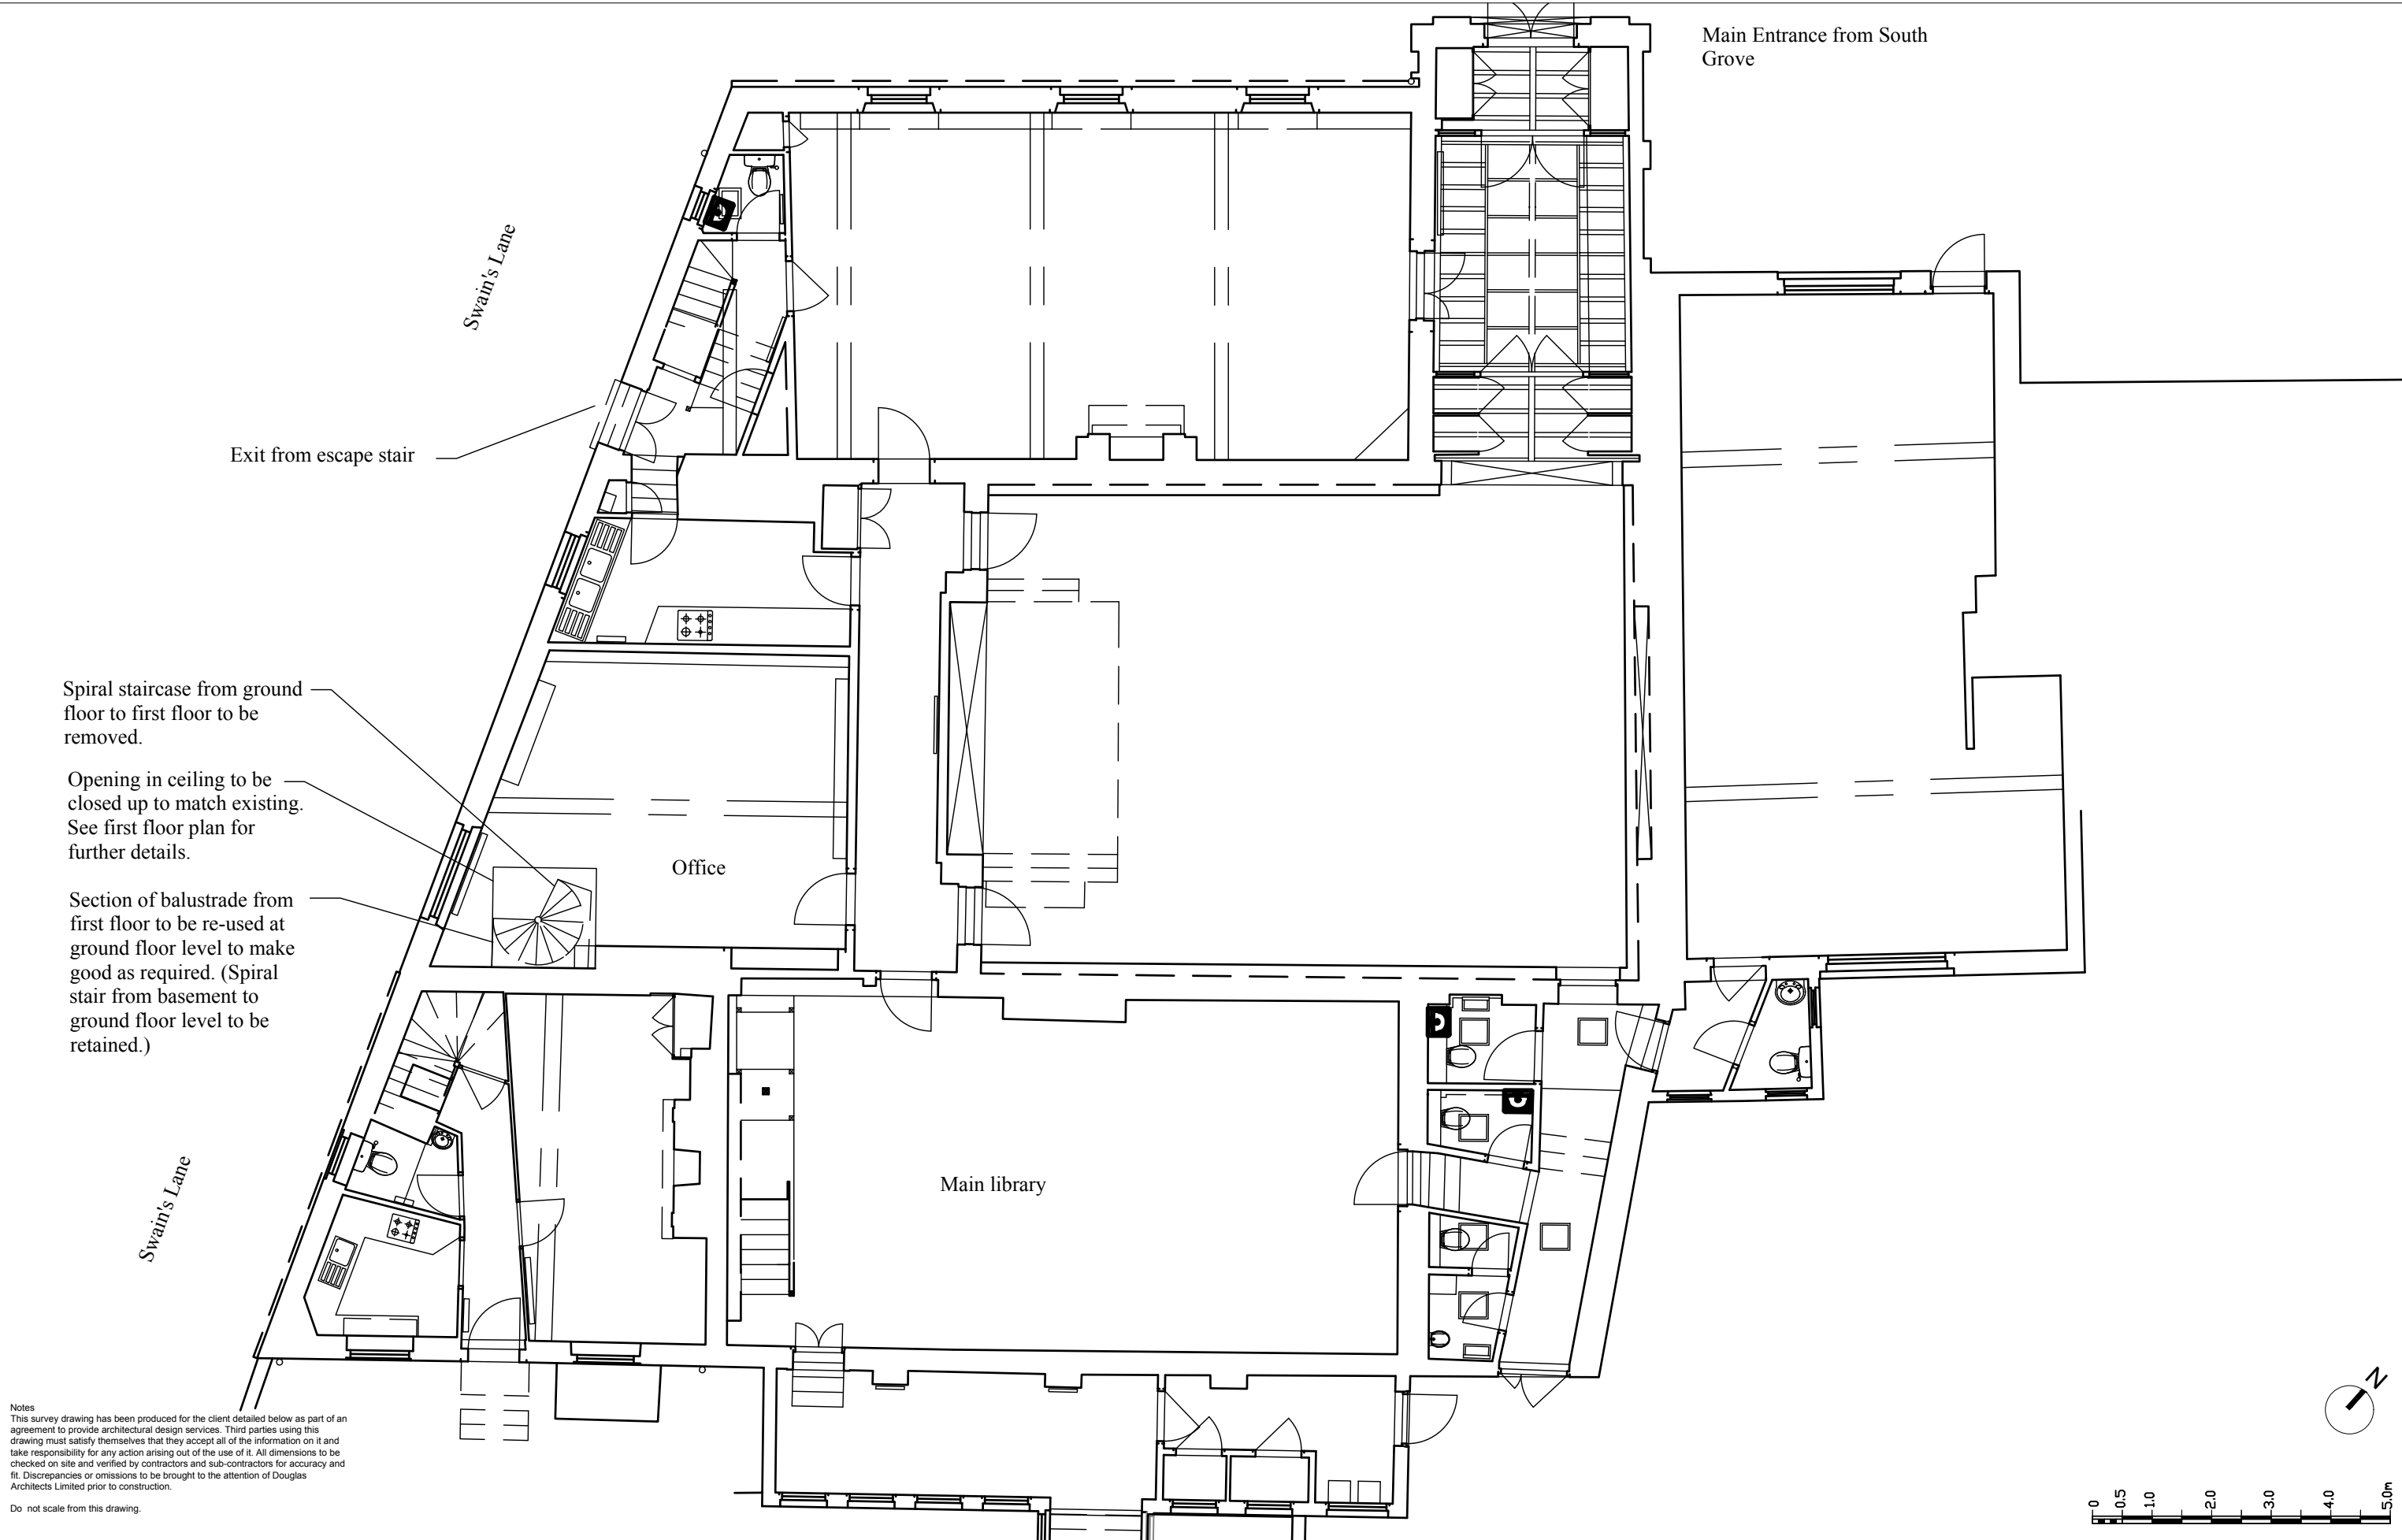 Main Entrance from South
Grove
Swain's Lane
Exit from escape stair
Spiral staircase from ground
floor to first floor to be
removed.
Opening in ceiling to be
closed up to match existing.
See first floor plan for
further details.
Office
Section of balustrade from
first floor to be re-used at
ground floor level to make
good as required. (Spiral
stair from basement to
ground floor level to be
retained.)
Main library
Swain's Lane
N
Notes
This survey drawing has been produced for the client detailed below as part of an
agreement to provide architectural design services. Third parties using this
drawing must satisfy themselves that they accept all of the information on it and
take responsibility for any action arising out of the use of it. All dimensions to be
checked on site and verified by contractors and sub-contractors for accuracy and
fit. Discrepancies or omissions to be brought to the attention of Douglas
Architects Limited prior to construction.
Do not scale from this drawing.
0 0.5 1.0 2.0 3.0 4.0 5.0m